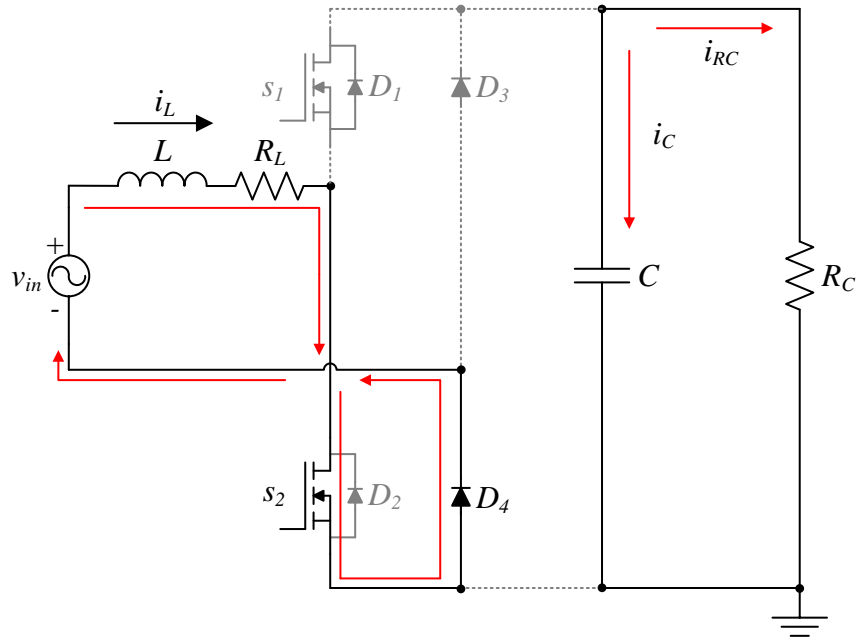 i_RC
s_1
D_1
D_3
i_L
i_C
L
R_L
+
v_in
-
C
R_C
s_2
D_2
D_4